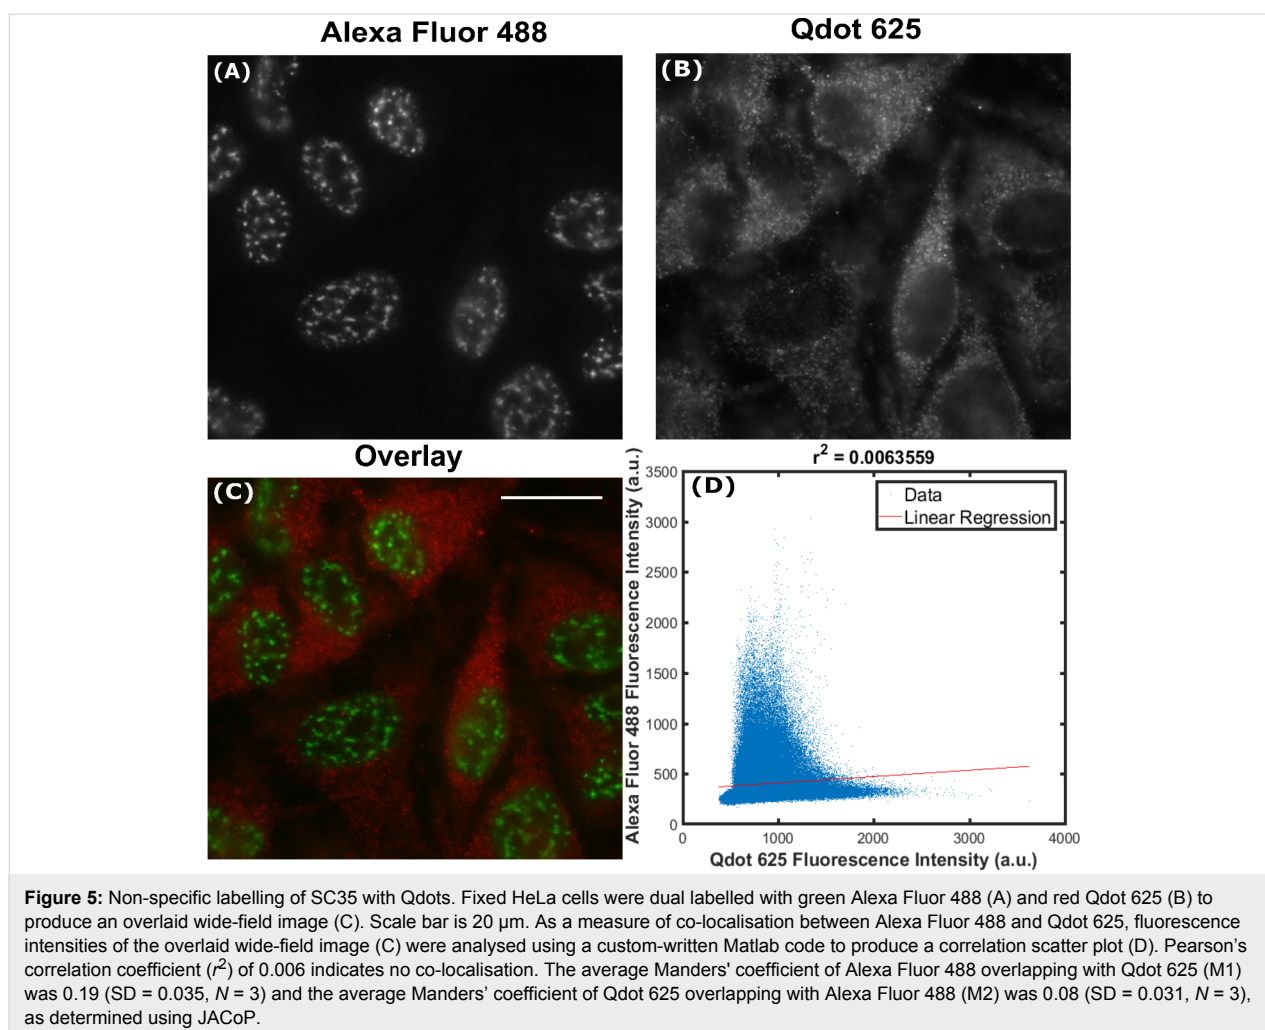 Alexa Fluor 488
Qdot 625
(A)
(B)
Overlay
(C)
r² = 0.0063559
(D)
Data
Linear Regression
Alexa Fluor 488 Fluorescence Intensity (a.u.)
3500
3000
2500
2000
1500
1000
500
0
0
1000
2000
3000
4000
Qdot 625 Fluorescence Intensity (a.u.)
Figure 5: Non-specific labelling of SC35 with Qdots. Fixed HeLa cells were dual labelled with green Alexa Fluor 488 (A) and red Qdot 625 (B) to
produce an overlaid wide-field image (C). Scale bar is 20 µm. As a measure of co-localisation between Alexa Fluor 488 and Qdot 625, fluorescence
intensities of the overlaid wide-field image (C) were analysed using a custom-written Matlab code to produce a correlation scatter plot (D). Pearson's
correlation coefficient (r²) of 0.006 indicates no co-localisation. The average Manders' coefficient of Alexa Fluor 488 overlapping with Qdot 625 (M1)
was 0.19 (SD = 0.035, N = 3) and the average Manders' coefficient of Qdot 625 overlapping with Alexa Fluor 488 (M2) was 0.08 (SD = 0.031, N = 3),
as determined using JACoP.